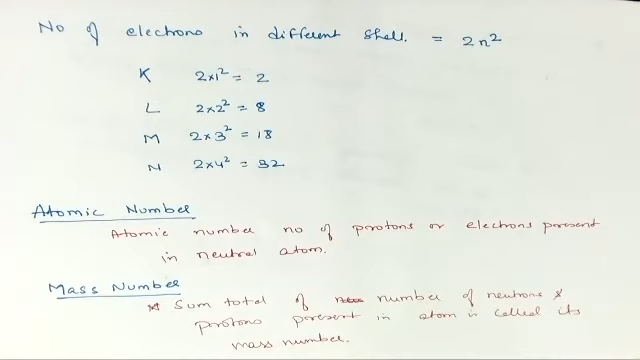 No of electrons in different shell. = 2n²
K 2×1² = 2
L 2×2² = 8
M 2×3² = 18
N 2×4² = 32
Atomic Number
Atomic number no of protons or electrons present
in neutral atom.
Mass Number
* Sum total of number of neutrons &
protons present in atom is called its
mass number.